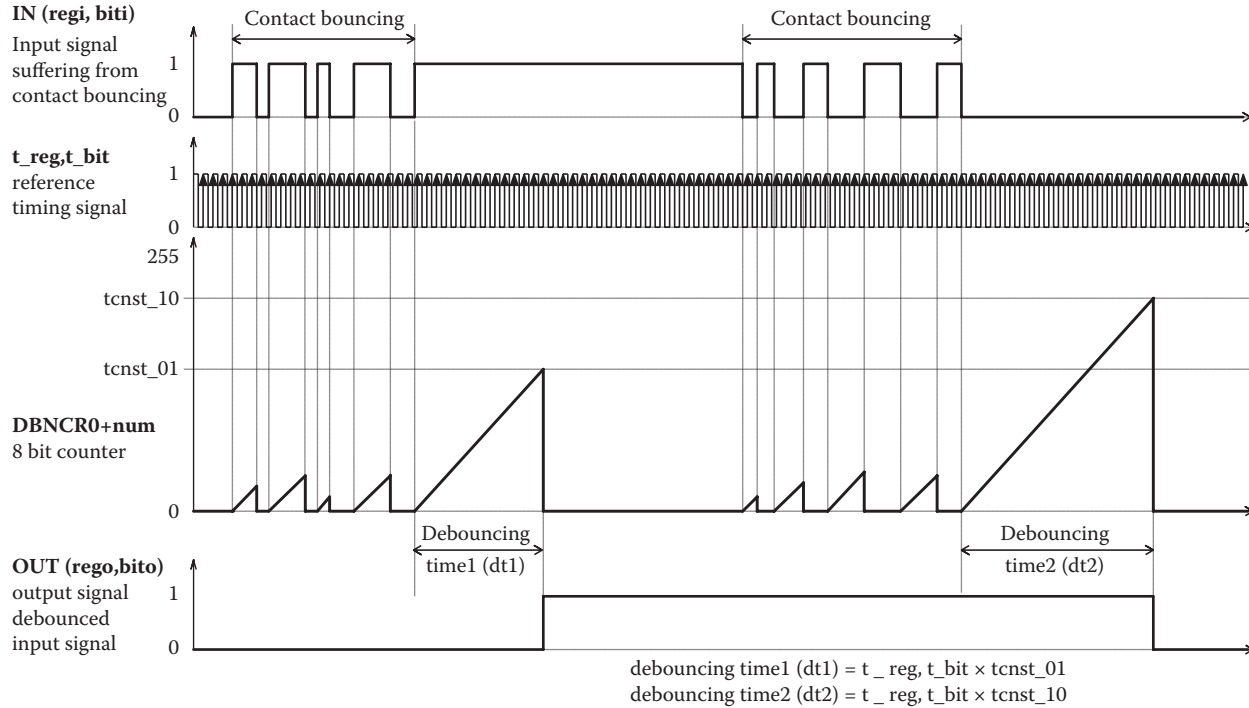 IN (regi, biti)
Input signal
suffering from
contact bouncing
1
0
Contact bouncing
Contact bouncing
t_reg,t_bit
reference
timing signal
1
0
255
tcnst_10
tcnst_01
DBNCR0+num
8 bit counter
0
Debouncing
time1 (dt1)
Debouncing
time2 (dt2)
OUT (rego,bito)
output signal
debounced
input signal
1
0
debouncing time1 (dt1) = t _ reg, t_bit × tcnst_01
debouncing time2 (dt2) = t _ reg, t_bit × tcnst_10